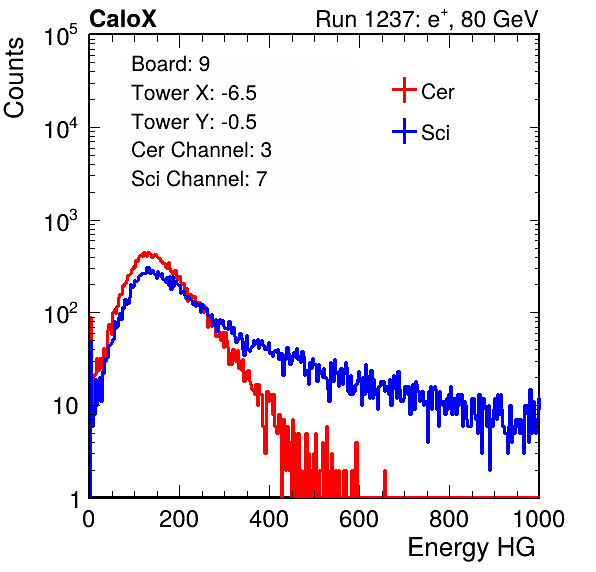 CaloX Run 1237: e⁺, 80 GeV
Counts
Board: 9
Tower X: -6.5
Tower Y: -0.5
Cer Channel: 3
Sci Channel: 7
Cer
Sci
10⁵
10⁴
10³
10²
10
1
0 200 400 600 800 1000
Energy HG